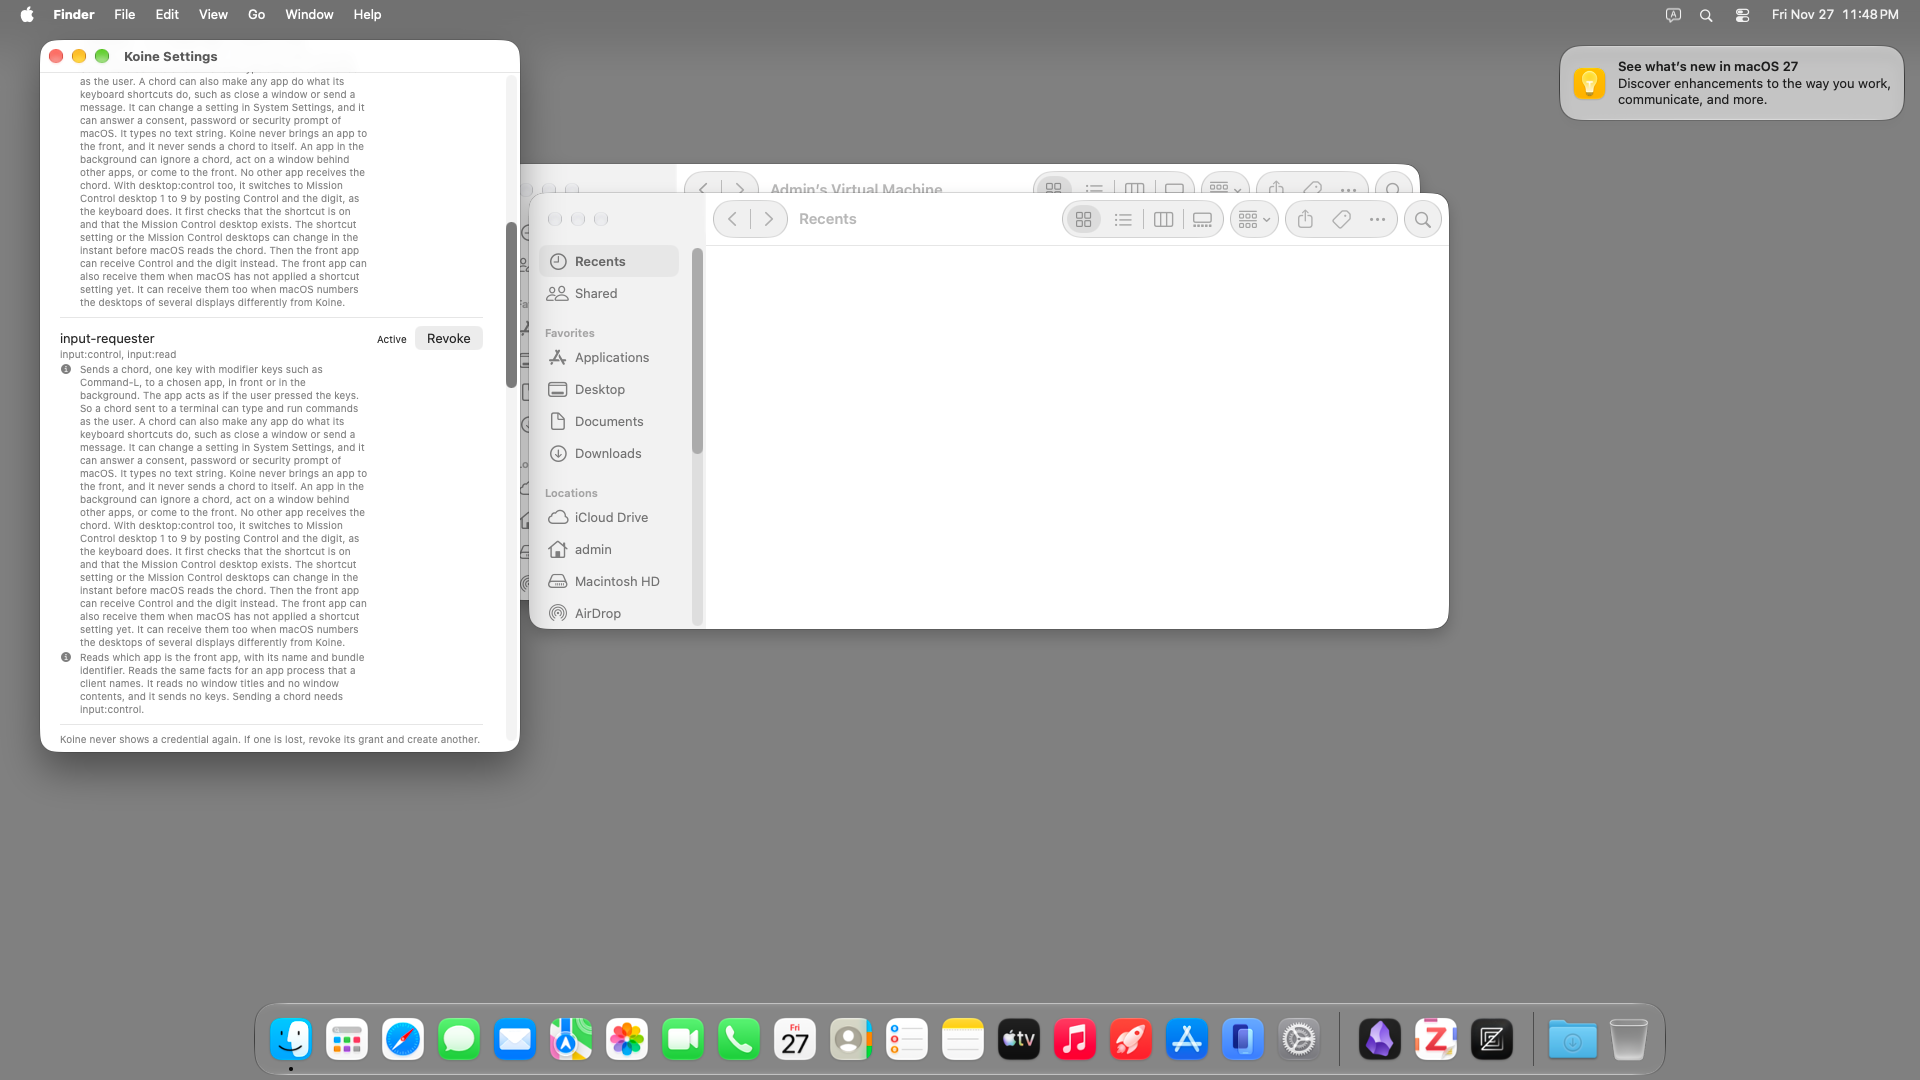 Finder File Edit View Go Window Help
Fri Nov 27 11:48 PM
Koine Settings
as the user. A chord can also make any app do what its
keyboard shortcuts do, such as close a window or send a
message. It can change a setting in System Settings, and it
can answer a consent, password or security prompt of
macOS. It types no text string. Koine never brings an app to
the front, and it never sends a chord to itself. An app in the
background can ignore a chord, act on a window behind
other apps, or come to the front. No other app receives the
chord. With desktop:control too, it switches to Mission
Control desktop 1 to 9 by posting Control and the digit, as
the keyboard does. It first checks that the shortcut is on
and that the Mission Control desktop exists. The shortcut
setting or the Mission Control desktops can change in the
instant before macOS reads the chord. Then the front app
can receive Control and the digit instead. The front app can
also receive them when macOS has not applied a shortcut
setting yet. It can receive them too when macOS numbers
the desktops of several displays differently from Koine.
input-requester
Active
Revoke
input:control, input:read
Sends a chord, one key with modifier keys such as
Command-L, to a chosen app, in front or in the
background. The app acts as if the user pressed the keys.
So a chord sent to a terminal can type and run commands
as the user. A chord can also make any app do what its
keyboard shortcuts do, such as close a window or send a
message. It can change a setting in System Settings, and it
can answer a consent, password or security prompt of
macOS. It types no text string. Koine never brings an app to
the front, and it never sends a chord to itself. An app in the
background can ignore a chord, act on a window behind
other apps, or come to the front. No other app receives the
chord. With desktop:control too, it switches to Mission
Control desktop 1 to 9 by posting Control and the digit, as
the keyboard does. It first checks that the shortcut is on
and that the Mission Control desktop exists. The shortcut
setting or the Mission Control desktops can change in the
instant before macOS reads the chord. Then the front app
can receive Control and the digit instead. The front app can
also receive them when macOS has not applied a shortcut
setting yet. It can receive them too when macOS numbers
the desktops of several displays differently from Koine.
Reads which app is the front app, with its name and bundle
identifier. Reads the same facts for an app process that a
client names. It reads no window titles and no window
contents, and it sends no keys. Sending a chord needs
input:control.
Koine never shows a credential again. If one is lost, revoke its grant and create another.
Admin's Virtual Machine
Recents
Recents
Shared
Favorites
Applications
Desktop
Documents
Downloads
Locations
iCloud Drive
admin
Macintosh HD
AirDrop
See what's new in macOS 27
Discover enhancements to the way you work,
communicate, and more.
Fri
27
tv